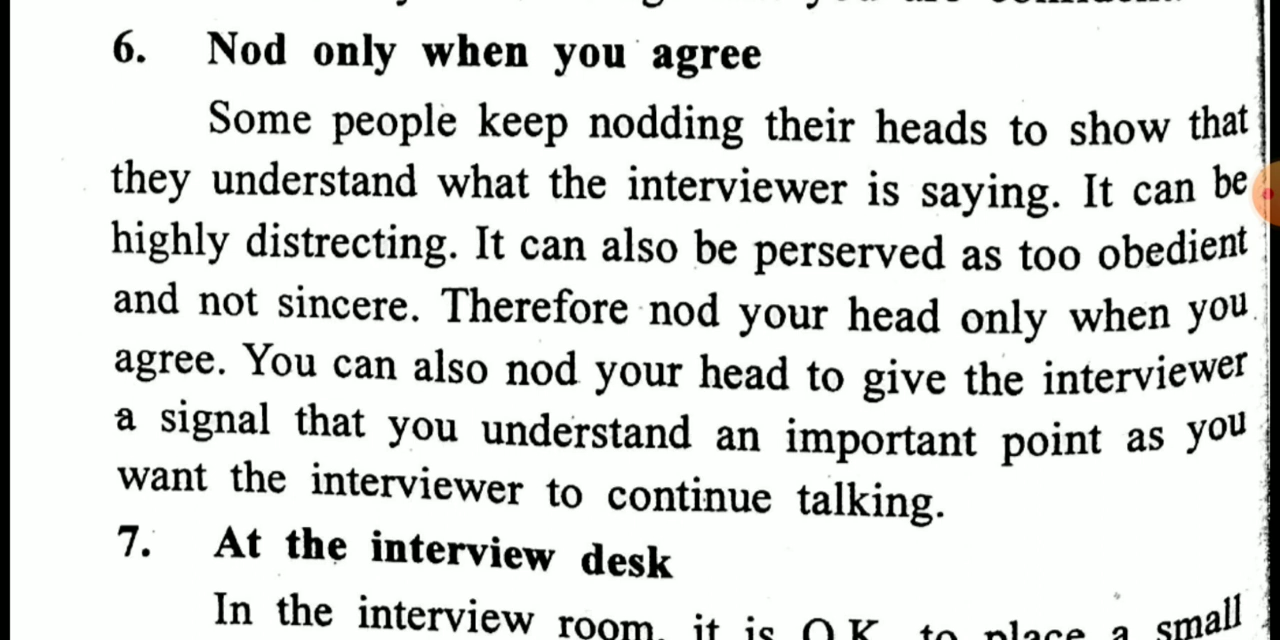 6. Nod only when you agree
Some people keep nodding their heads to show that
they understand what the interviewer is saying. It can be
highly distrecting. It can also be perserved as too obedient
and not sincere. Therefore nod your head only when you
agree. You can also nod your head to give the interviewer
a signal that you understand an important point as you
want the interviewer to continue talking.
7. At the interview desk
In the interview room, it is O.K. to place a small